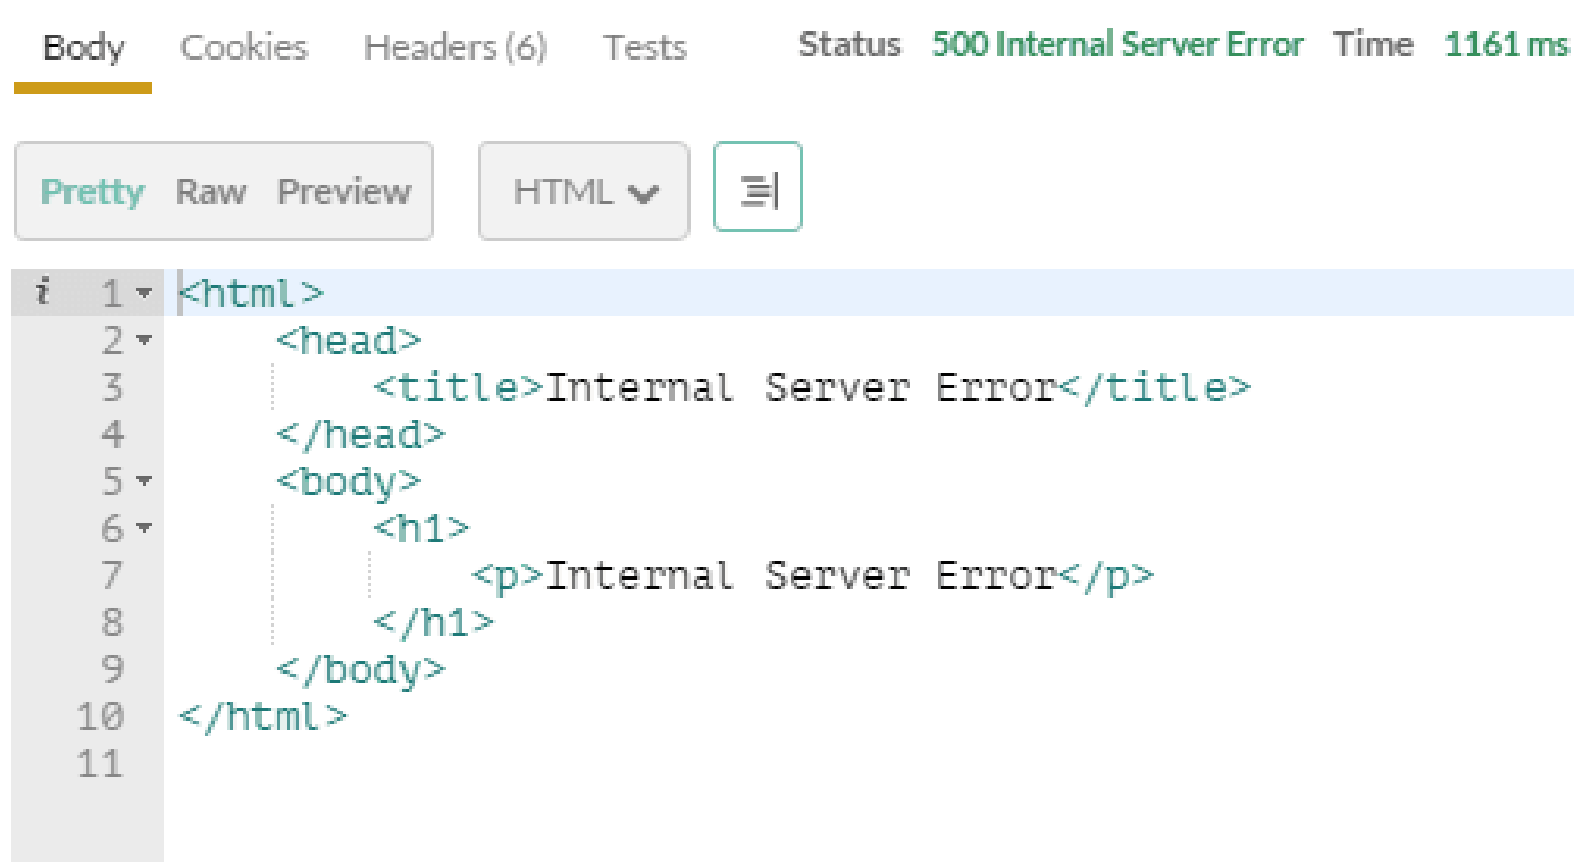 Body Cookies Headers (6) Tests Status 500 Internal Server Error Time 1161 ms
Pretty Raw Preview HTML
i 1 <html>
2 <head>
3 <title>Internal Server Error</title>
4 </head>
5 <body>
6 <h1>
7 <p>Internal Server Error</p>
8 </h1>
9 </body>
10 </html>
11